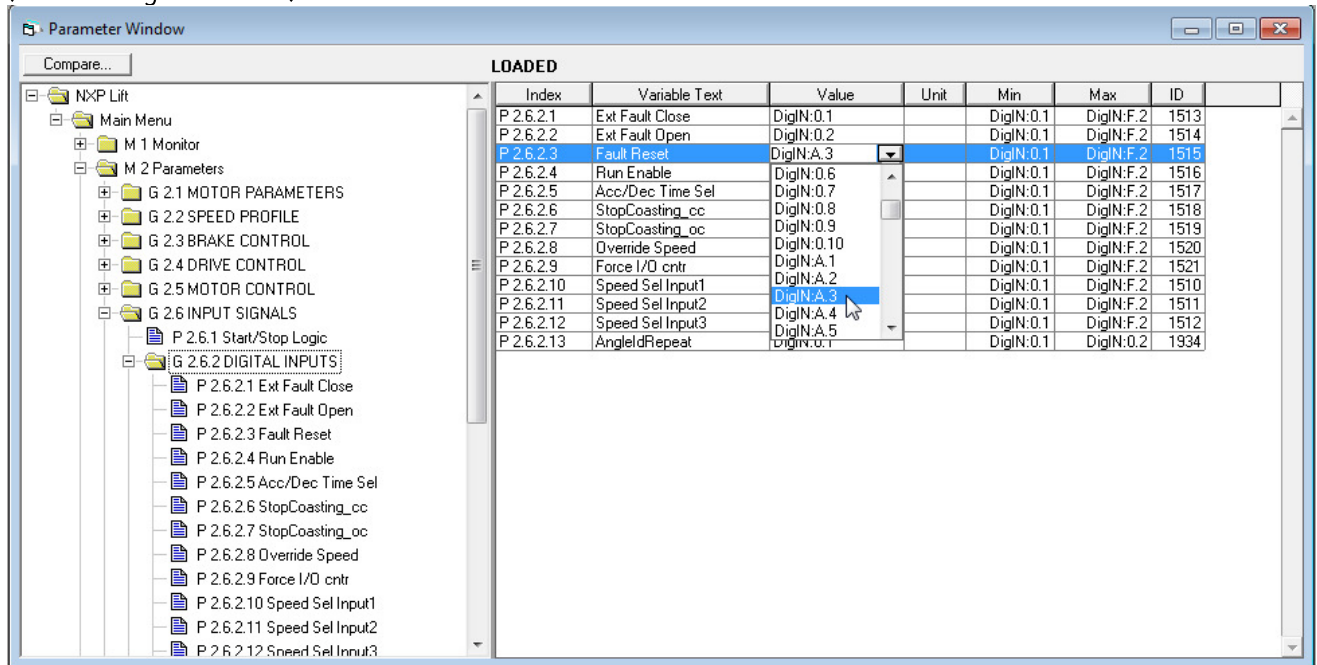 Parameter Window
Compare...
LOADED
NXP Lift
Main Menu
M 1 Monitor
M 2 Parameters
G 2.1 MOTOR PARAMETERS
G 2.2 SPEED PROFILE
G 2.3 BRAKE CONTROL
G 2.4 DRIVE CONTROL
G 2.5 MOTOR CONTROL
G 2.6 INPUT SIGNALS
P 2.6.1 Start/Stop Logic
G 2.6.2 DIGITAL INPUTS
P 2.6.2.1 Ext Fault Close
P 2.6.2.2 Ext Fault Open
P 2.6.2.3 Fault Reset
P 2.6.2.4 Run Enable
P 2.6.2.5 Acc/Dec Time Sel
P 2.6.2.6 StopCoasting_cc
P 2.6.2.7 StopCoasting_oc
P 2.6.2.8 Override Speed
P 2.6.2.9 Force I/O cntr
P 2.6.2.10 Speed Sel Input1
P 2.6.2.11 Speed Sel Input2
P 2.6.2.12 Speed Sel Input3
Index Variable Text Value Unit Min Max ID
P 2.6.2.1 Ext Fault Close DigIN:0.1 DigIN:0.1 DigIN:F.2 1513
P 2.6.2.2 Ext Fault Open DigIN:0.2 DigIN:0.1 DigIN:F.2 1514
P 2.6.2.3 Fault Reset DigIN:A.3 DigIN:0.1 DigIN:F.2 1515
P 2.6.2.4 Run Enable DigIN:0.1 DigIN:F.2 1516
P 2.6.2.5 Acc/Dec Time Sel DigIN:0.1 DigIN:F.2 1517
P 2.6.2.6 StopCoasting_cc DigIN:0.1 DigIN:F.2 1518
P 2.6.2.7 StopCoasting_oc DigIN:0.1 DigIN:F.2 1519
P 2.6.2.8 Override Speed DigIN:0.1 DigIN:F.2 1520
P 2.6.2.9 Force I/O cntr DigIN:0.1 DigIN:F.2 1521
P 2.6.2.10 Speed Sel Input1 DigIN:0.1 DigIN:F.2 1510
P 2.6.2.11 Speed Sel Input2 DigIN:0.1 DigIN:F.2 1511
P 2.6.2.12 Speed Sel Input3 DigIN:0.1 DigIN:F.2 1512
P 2.6.2.13 AngleIdRepeat DigIN:0.1 DigIN:0.1 DigIN:0.2 1934
DigIN:0.6
DigIN:0.7
DigIN:0.8
DigIN:0.9
DigIN:0.10
DigIN:A.1
DigIN:A.2
DigIN:A.3
DigIN:A.4
DigIN:A.5